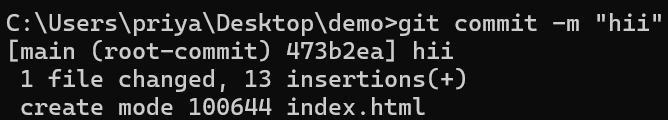 C:\Users\priya\Desktop\demo>git commit -m "hii"
[main (root-commit) 473b2ea] hii
 1 file changed, 13 insertions(+)
 create mode 100644 index.html